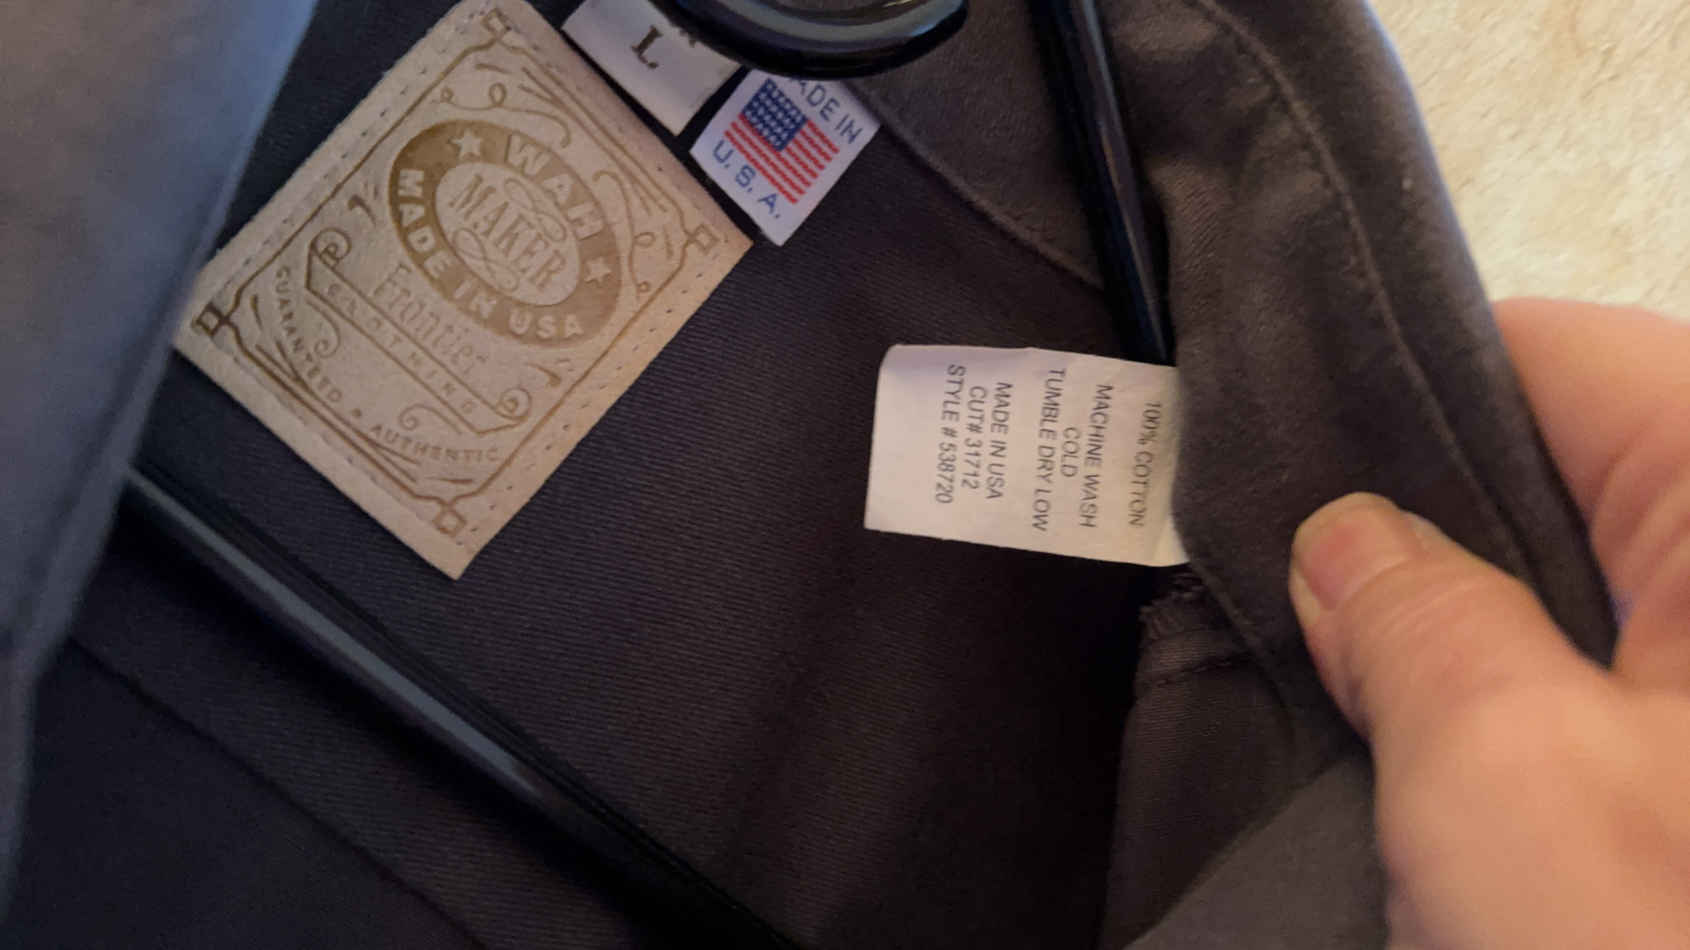 ★ WAH ★
MAKER
MADE IN USA
Frontier
CLOTHING
GUARANTEED ★ AUTHENTIC
L
MADE IN
U.S.A.
100% COTTON
MACHINE WASH
COLD
TUMBLE DRY LOW
MADE IN USA
CUT# 31712
STYLE # 538720